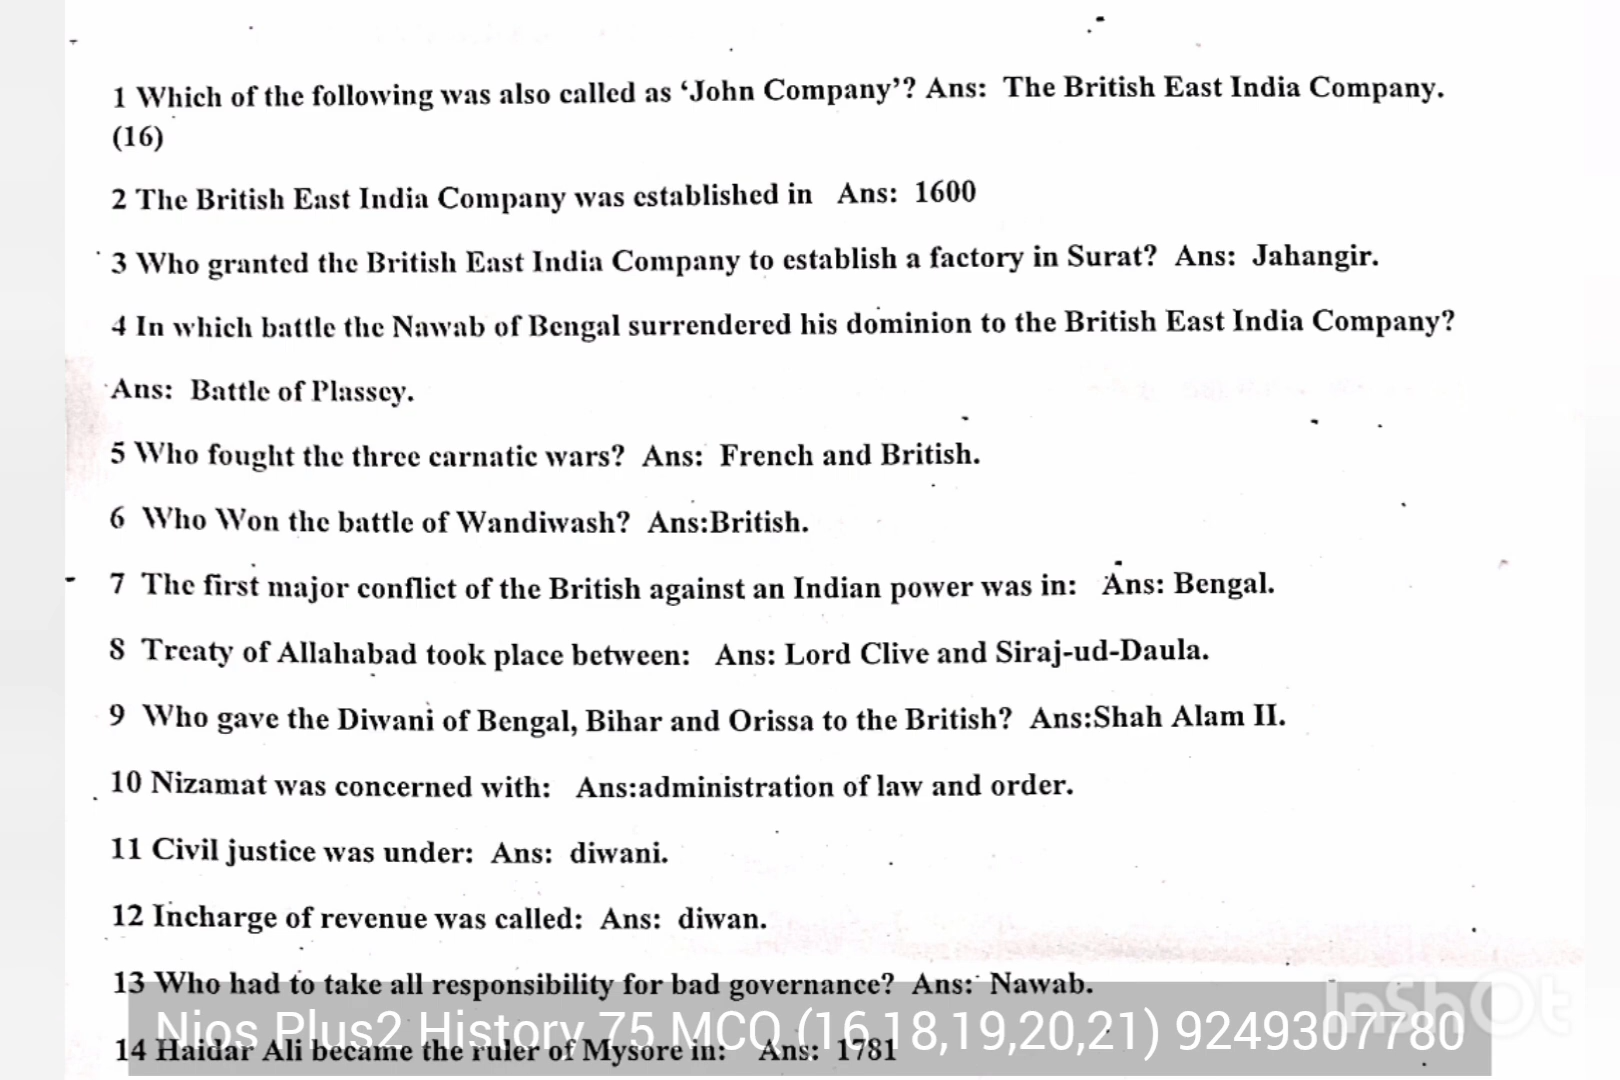 1 Which of the following was also called as ‘John Company’? Ans: The British East India Company.
(16)
2 The British East India Company was established in Ans: 1600
3 Who granted the British East India Company to establish a factory in Surat? Ans: Jahangir.
4 In which battle the Nawab of Bengal surrendered his dominion to the British East India Company?
Ans: Battle of Plassey.
5 Who fought the three carnatic wars? Ans: French and British.
6 Who Won the battle of Wandiwash? Ans:British.
7 The first major conflict of the British against an Indian power was in: Ans: Bengal.
8 Treaty of Allahabad took place between: Ans: Lord Clive and Siraj-ud-Daula.
9 Who gave the Diwani of Bengal, Bihar and Orissa to the British? Ans:Shah Alam II.
10 Nizamat was concerned with: Ans:administration of law and order.
11 Civil justice was under: Ans: diwani.
12 Incharge of revenue was called: Ans: diwan.
13 Who had to take all responsibility for bad governance? Ans: Nawab.
InShOt
Nios Plus2 History 75 MCQ (16,18,19,20,21) 9249307780
14 Haidar Ali became the ruler of Mysore in: Ans: 1781